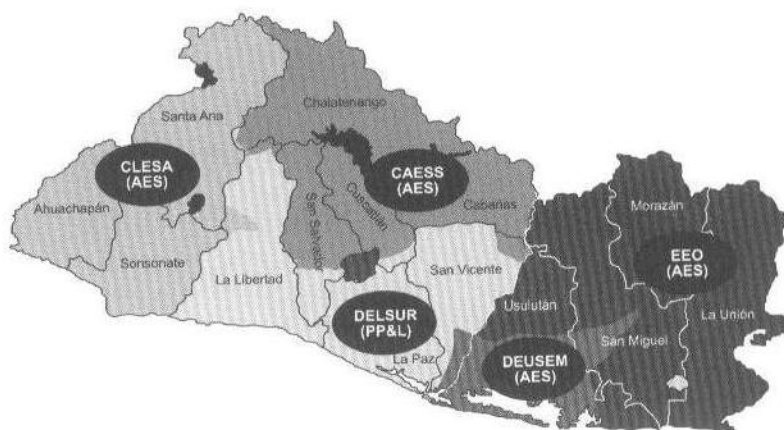 Chalatenango
Santa Ana
CLESA
(AES)
CAESS
(AES)
Cuscatlán
San Salvador
Cabañas
Ahuachapán
Morazán
EEO
(AES)
Sonsonate
La Libertad
San Vicente
DELSUR
(PP&L)
Usulután
La Unión
San Miguel
La Paz
DEUSEM
(AES)